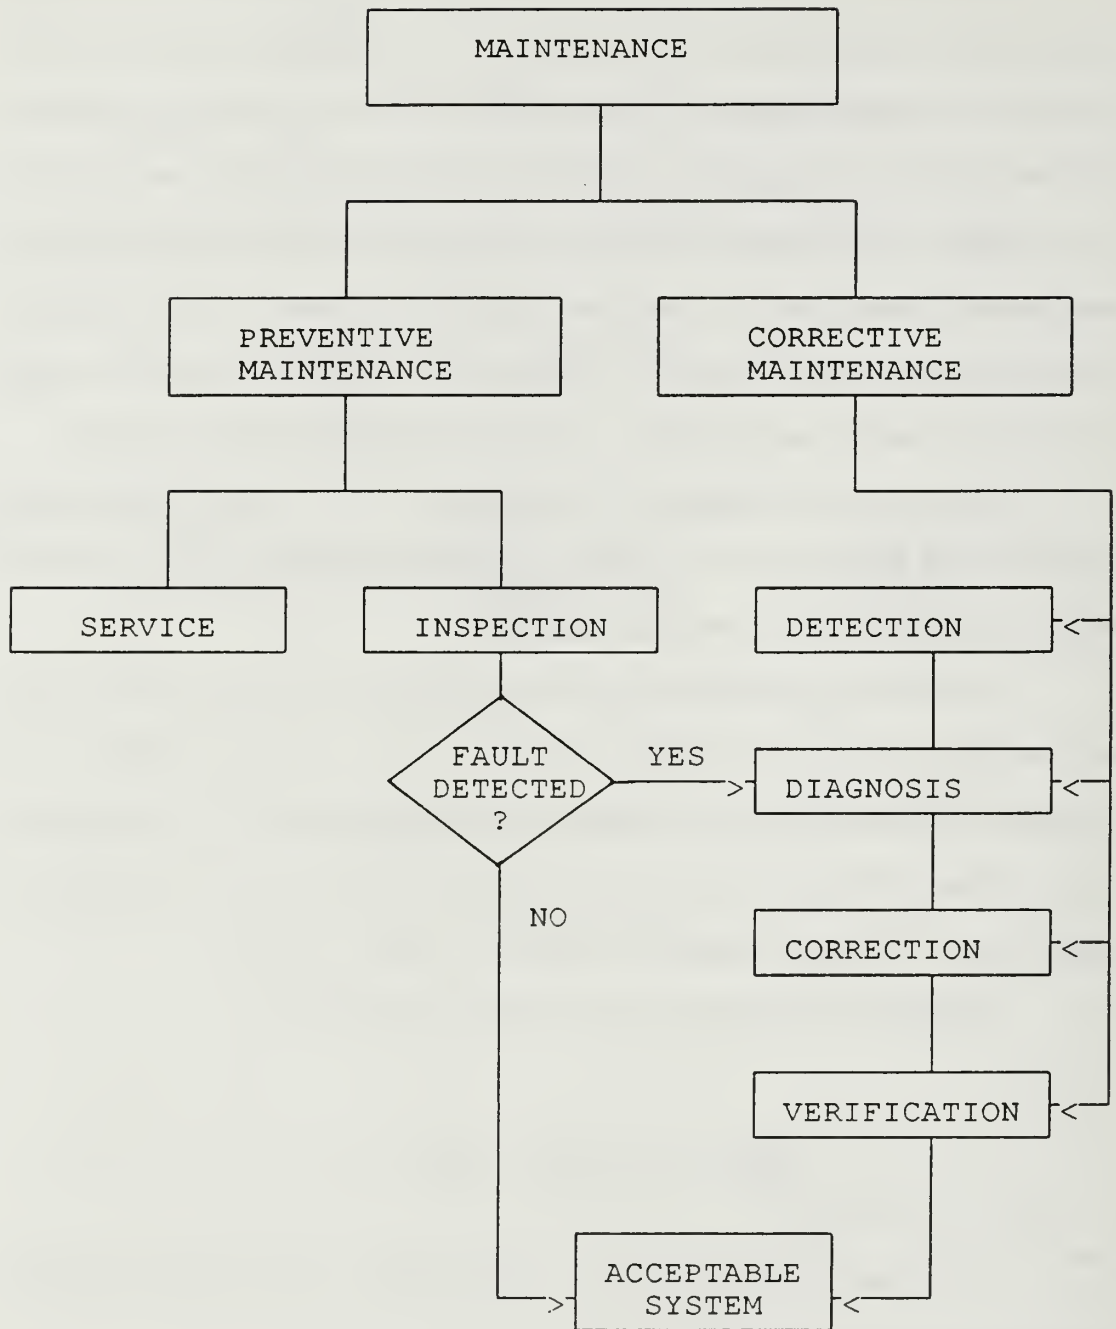 MAINTENANCE
PREVENTIVE
MAINTENANCE
CORRECTIVE
MAINTENANCE
SERVICE
INSPECTION
DETECTION
FAULT
DETECTED
?
YES
DIAGNOSIS
NO
CORRECTION
VERIFICATION
ACCEPTABLE
SYSTEM